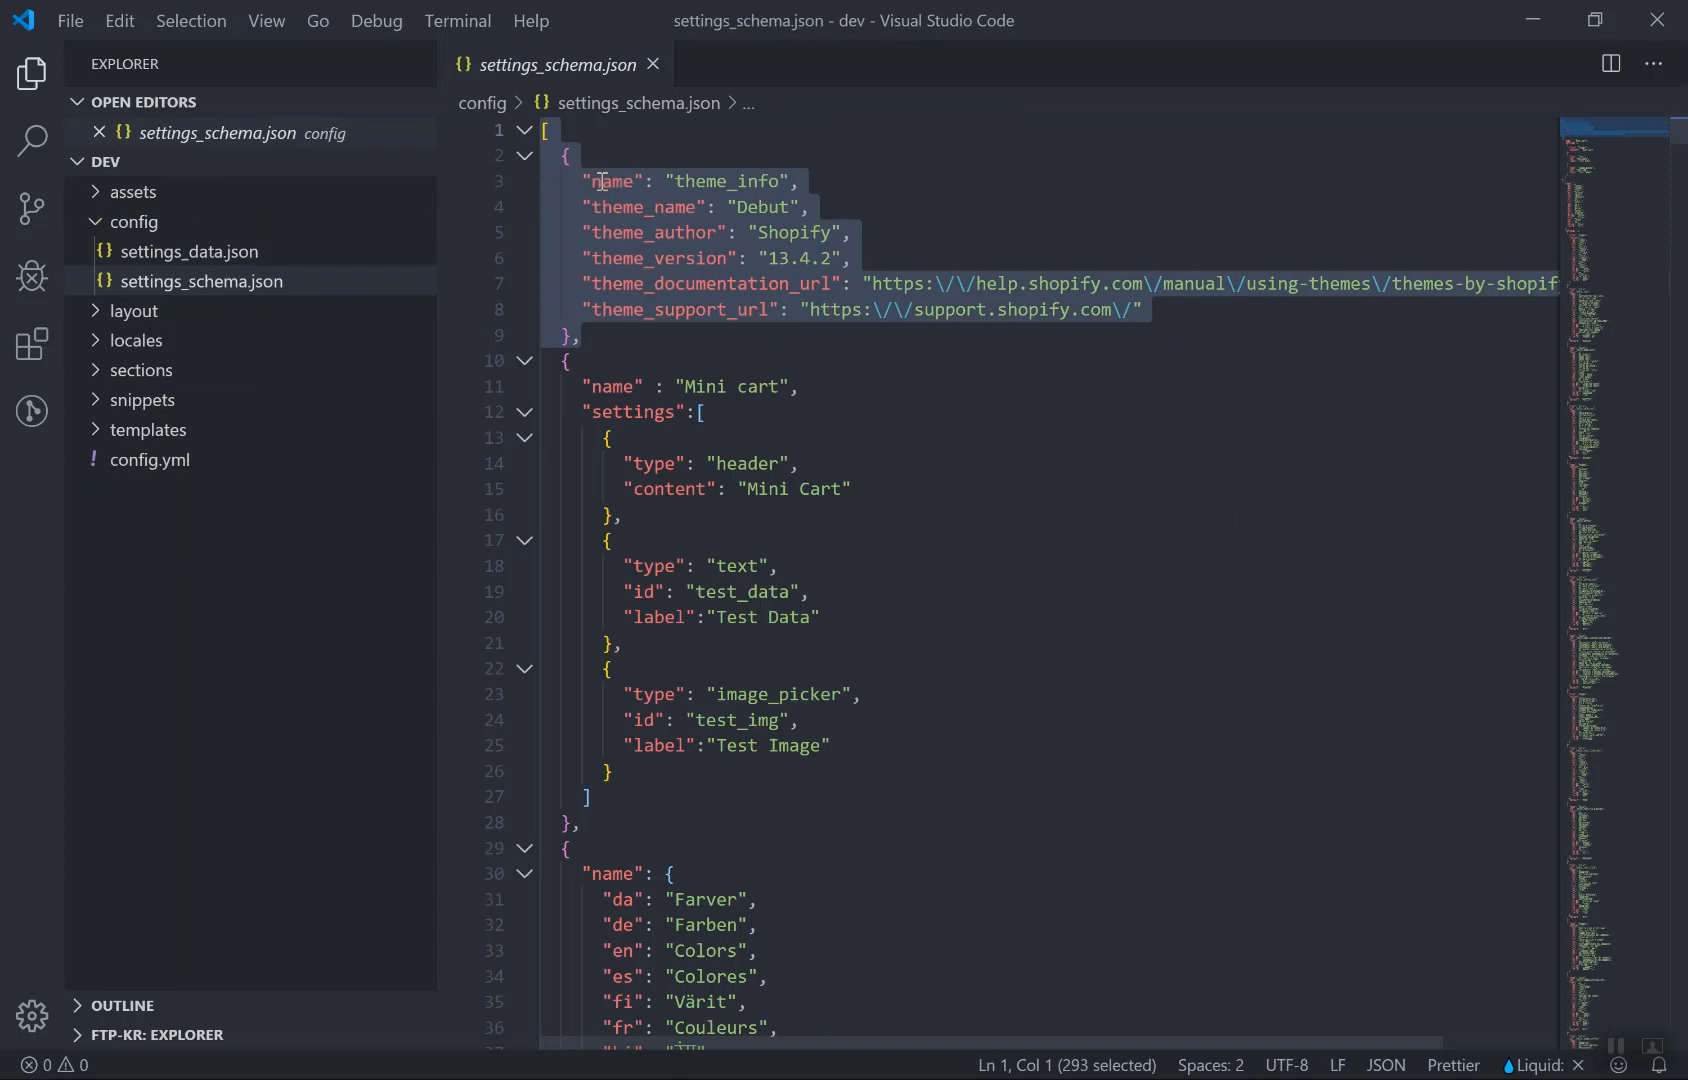 File Edit Selection View Go Debug Terminal Help settings_schema.json - dev - Visual Studio Code
EXPLORER
OPEN EDITORS
settings_schema.json config
DEV
assets
config
settings_data.json
settings_schema.json
layout
locales
sections
snippets
templates
config.yml
OUTLINE
FTP-KR: EXPLORER
settings_schema.json
config > settings_schema.json > ...
1 [
2 {
3 "name": "theme_info",
4 "theme_name": "Debut",
5 "theme_author": "Shopify",
6 "theme_version": "13.4.2",
7 "theme_documentation_url": "https:\/\/help.shopify.com\/manual\/using-themes\/themes-by-shopif
8 "theme_support_url": "https:\/\/support.shopify.com\/"
9 },
10 {
11 "name" : "Mini cart",
12 "settings":[
13 {
14 "type": "header",
15 "content": "Mini Cart"
16 },
17 {
18 "type": "text",
19 "id": "test_data",
20 "label":"Test Data"
21 },
22 {
23 "type": "image_picker",
24 "id": "test_img",
25 "label":"Test Image"
26 }
27 ]
28 },
29 {
30 "name": {
31 "da": "Farver",
32 "de": "Farben",
33 "en": "Colors",
34 "es": "Colores",
35 "fi": "Värit",
36 "fr": "Couleurs",
0 0 Ln 1, Col 1 (293 selected) Spaces: 2 UTF-8 LF JSON Prettier Liquid: